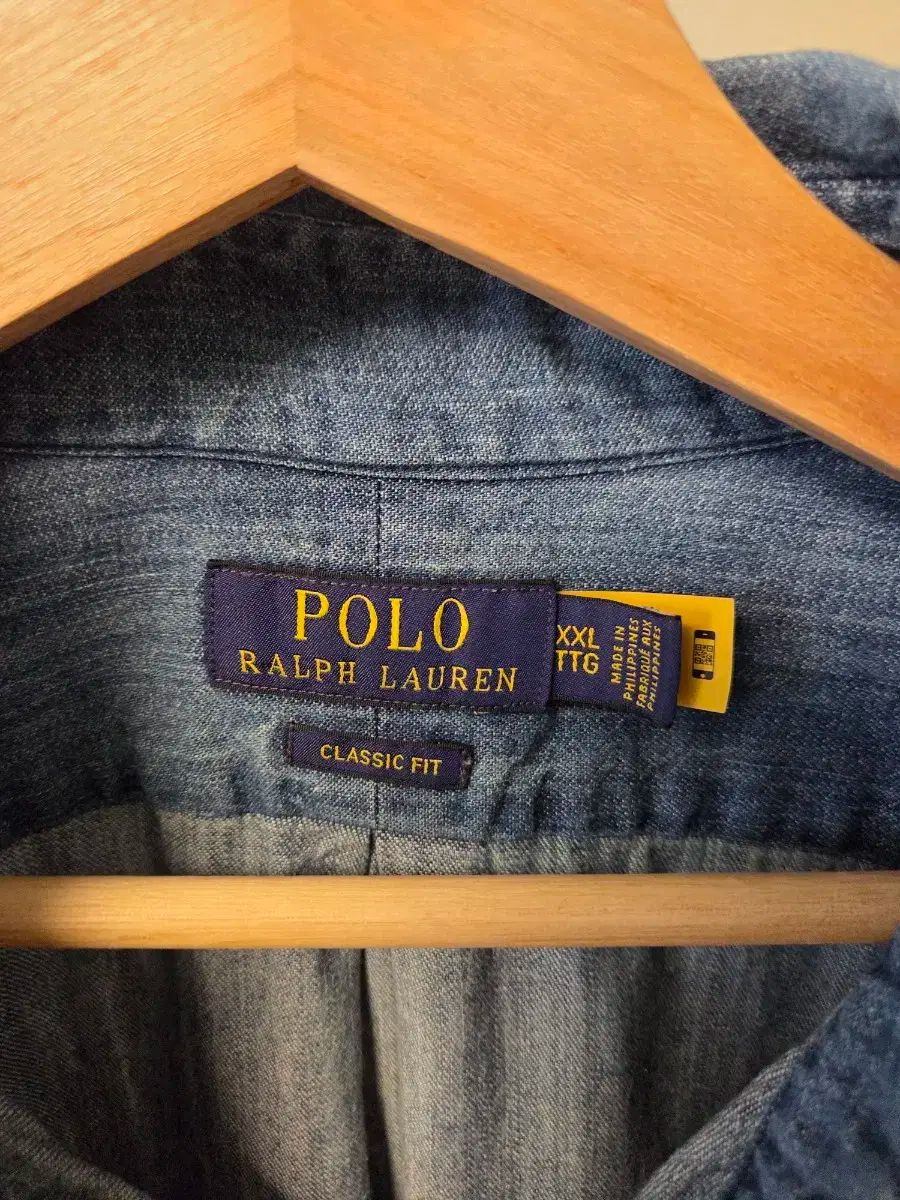 POLO
RALPH LAUREN
XXL
TTG
MADE IN
PHILIPPINES
FABRIQUÉ AUX
PHILIPPINES
CLASSIC FIT